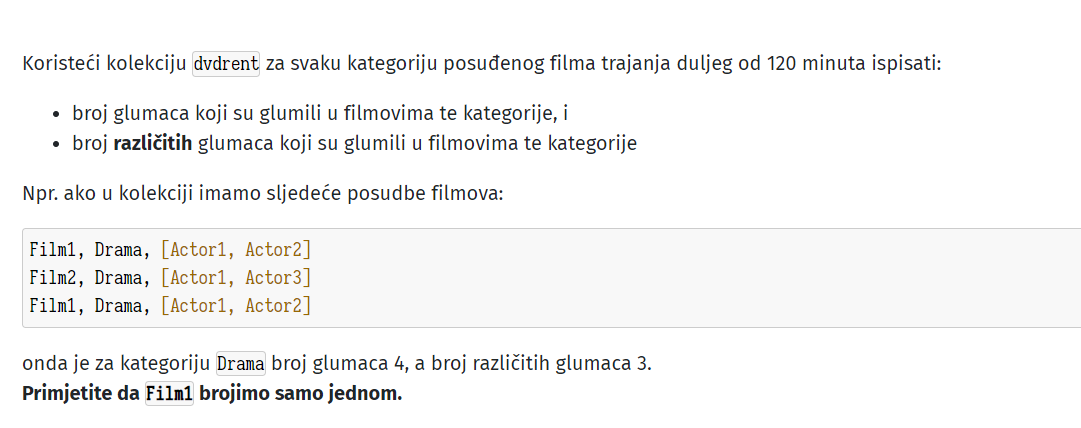 Koristeći kolekciju dvdrent za svaku kategoriju posuđenog filma trajanja duljeg od 120 minuta ispisati:
• broj glumaca koji su glumili u filmovima te kategorije, i
• broj različitih glumaca koji su glumili u filmovima te kategorije
Npr. ako u kolekciji imamo sljedeće posudbe filmova:
Film1, Drama, [Actor1, Actor2]
Film2, Drama, [Actor1, Actor3]
Film1, Drama, [Actor1, Actor2]
onda je za kategoriju Drama broj glumaca 4, a broj različitih glumaca 3.
Primjetite da Film1 brojimo samo jednom.